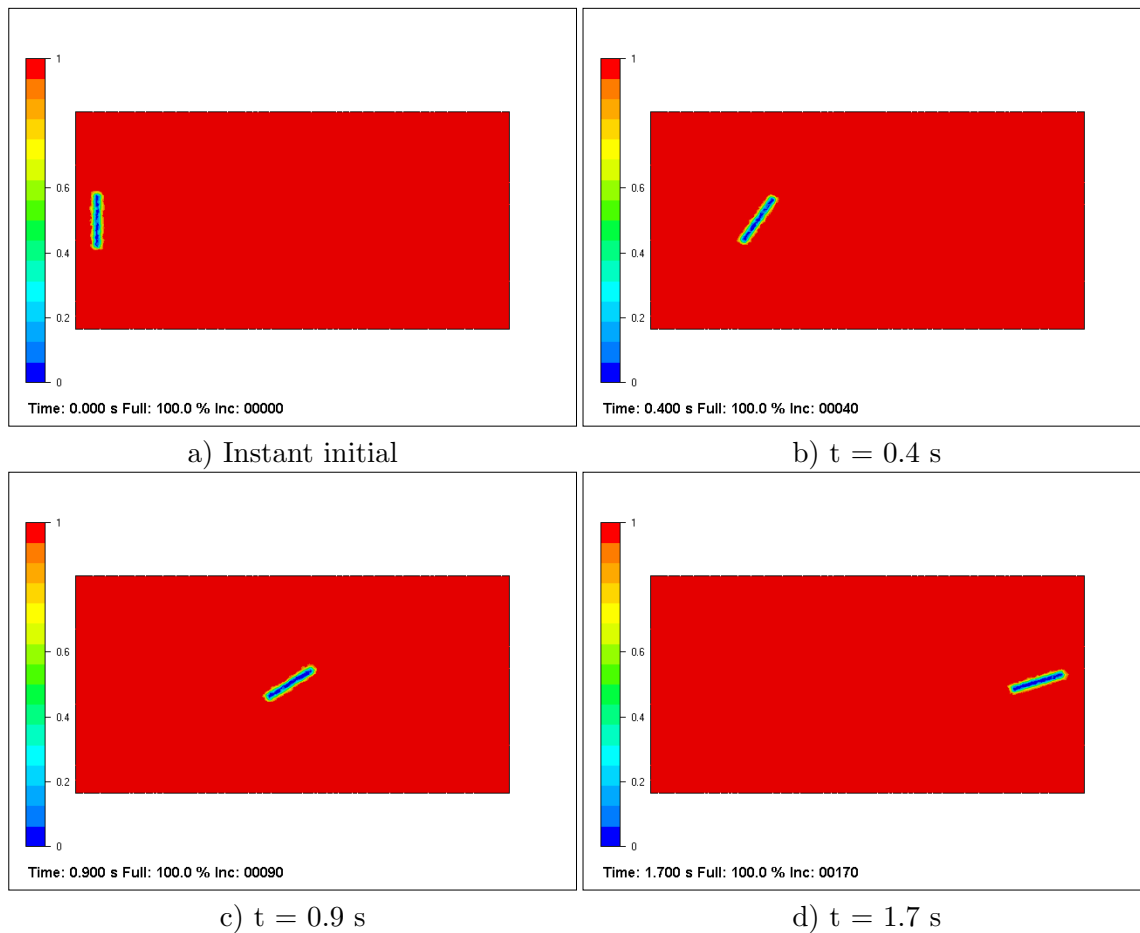 1
0.6
0.4
0.2
0
Time: 0.000 s Full: 100.0 % Inc: 00000
a) Instant initial
1
0.6
0.4
0.2
0
Time: 0.400 s Full: 100.0 % Inc: 00040
b) t = 0.4 s
1
0.6
0.4
0.2
0
Time: 0.900 s Full: 100.0 % Inc: 00090
c) t = 0.9 s
1
0.6
0.4
0.2
0
Time: 1.700 s Full: 100.0 % Inc: 00170
d) t = 1.7 s